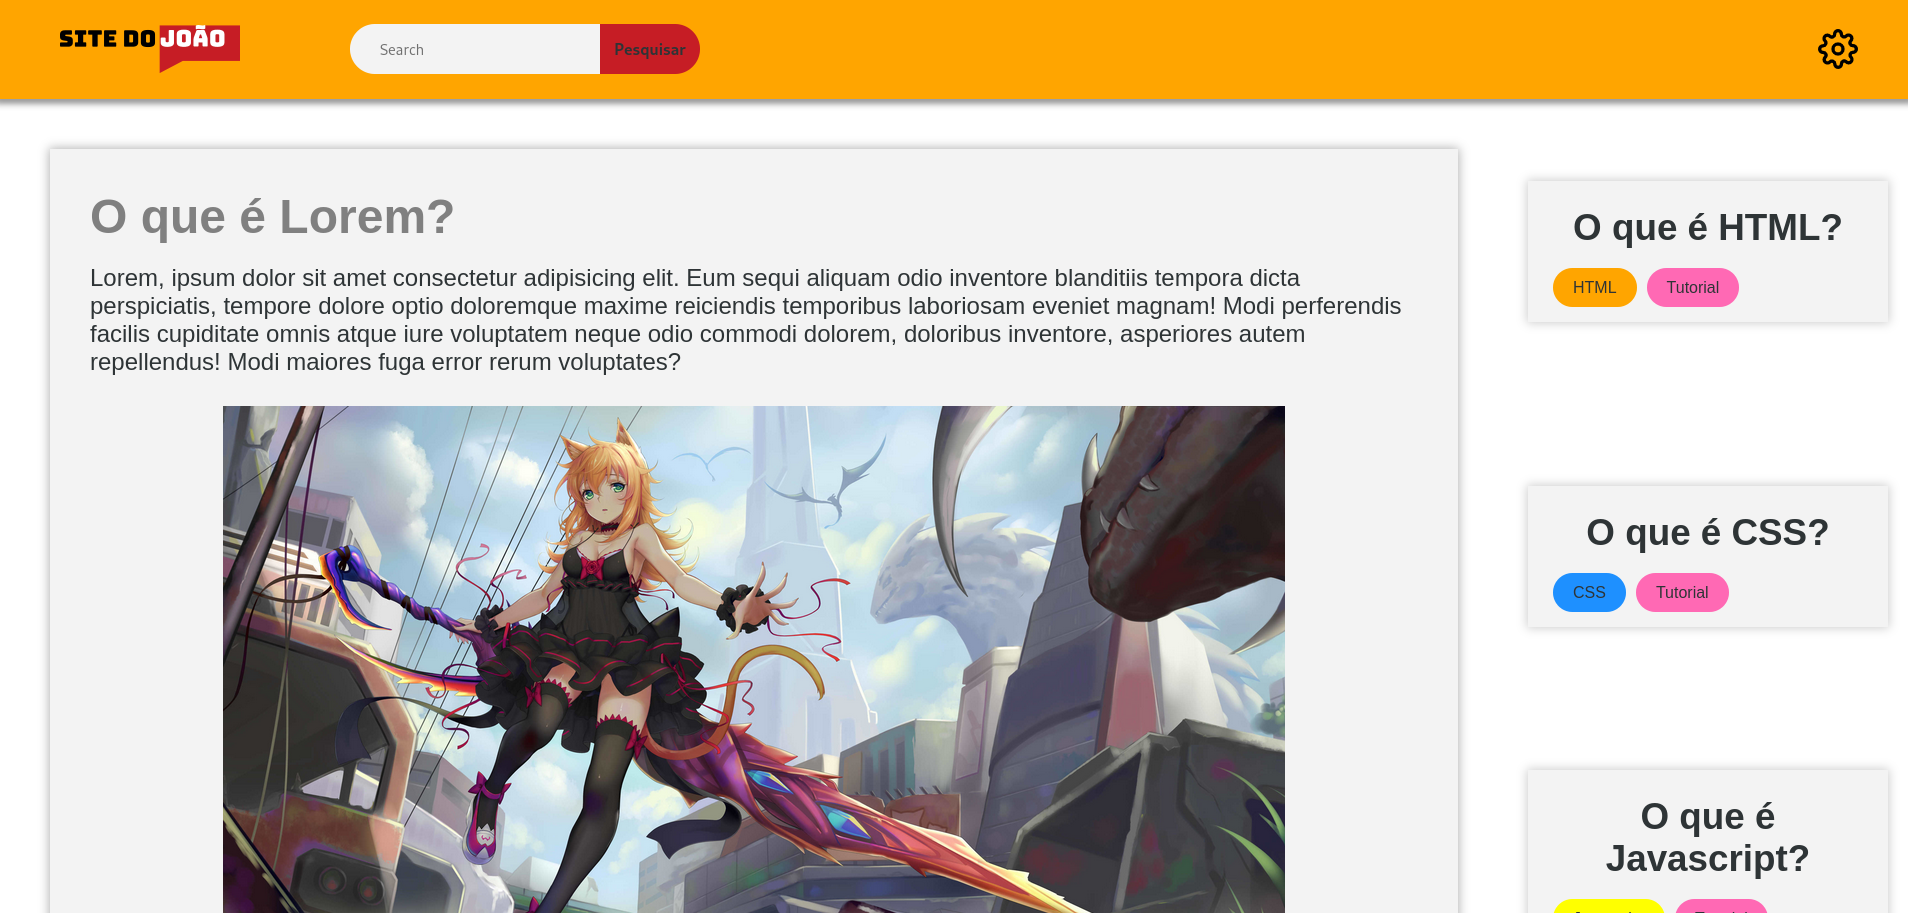 SITE DO JOÃO
Search
Pesquisar
O que é Lorem?
Lorem, ipsum dolor sit amet consectetur adipisicing elit. Eum sequi aliquam odio inventore blanditiis tempora dicta
perspiciatis, tempore dolore optio doloremque maxime reiciendis temporibus laboriosam eveniet magnam! Modi perferendis
facilis cupiditate omnis atque iure voluptatem neque odio commodi dolorem, doloribus inventore, asperiores autem
repellendus! Modi maiores fuga error rerum voluptates?
O que é HTML?
HTML
Tutorial
O que é CSS?
CSS
Tutorial
O que é
Javascript?